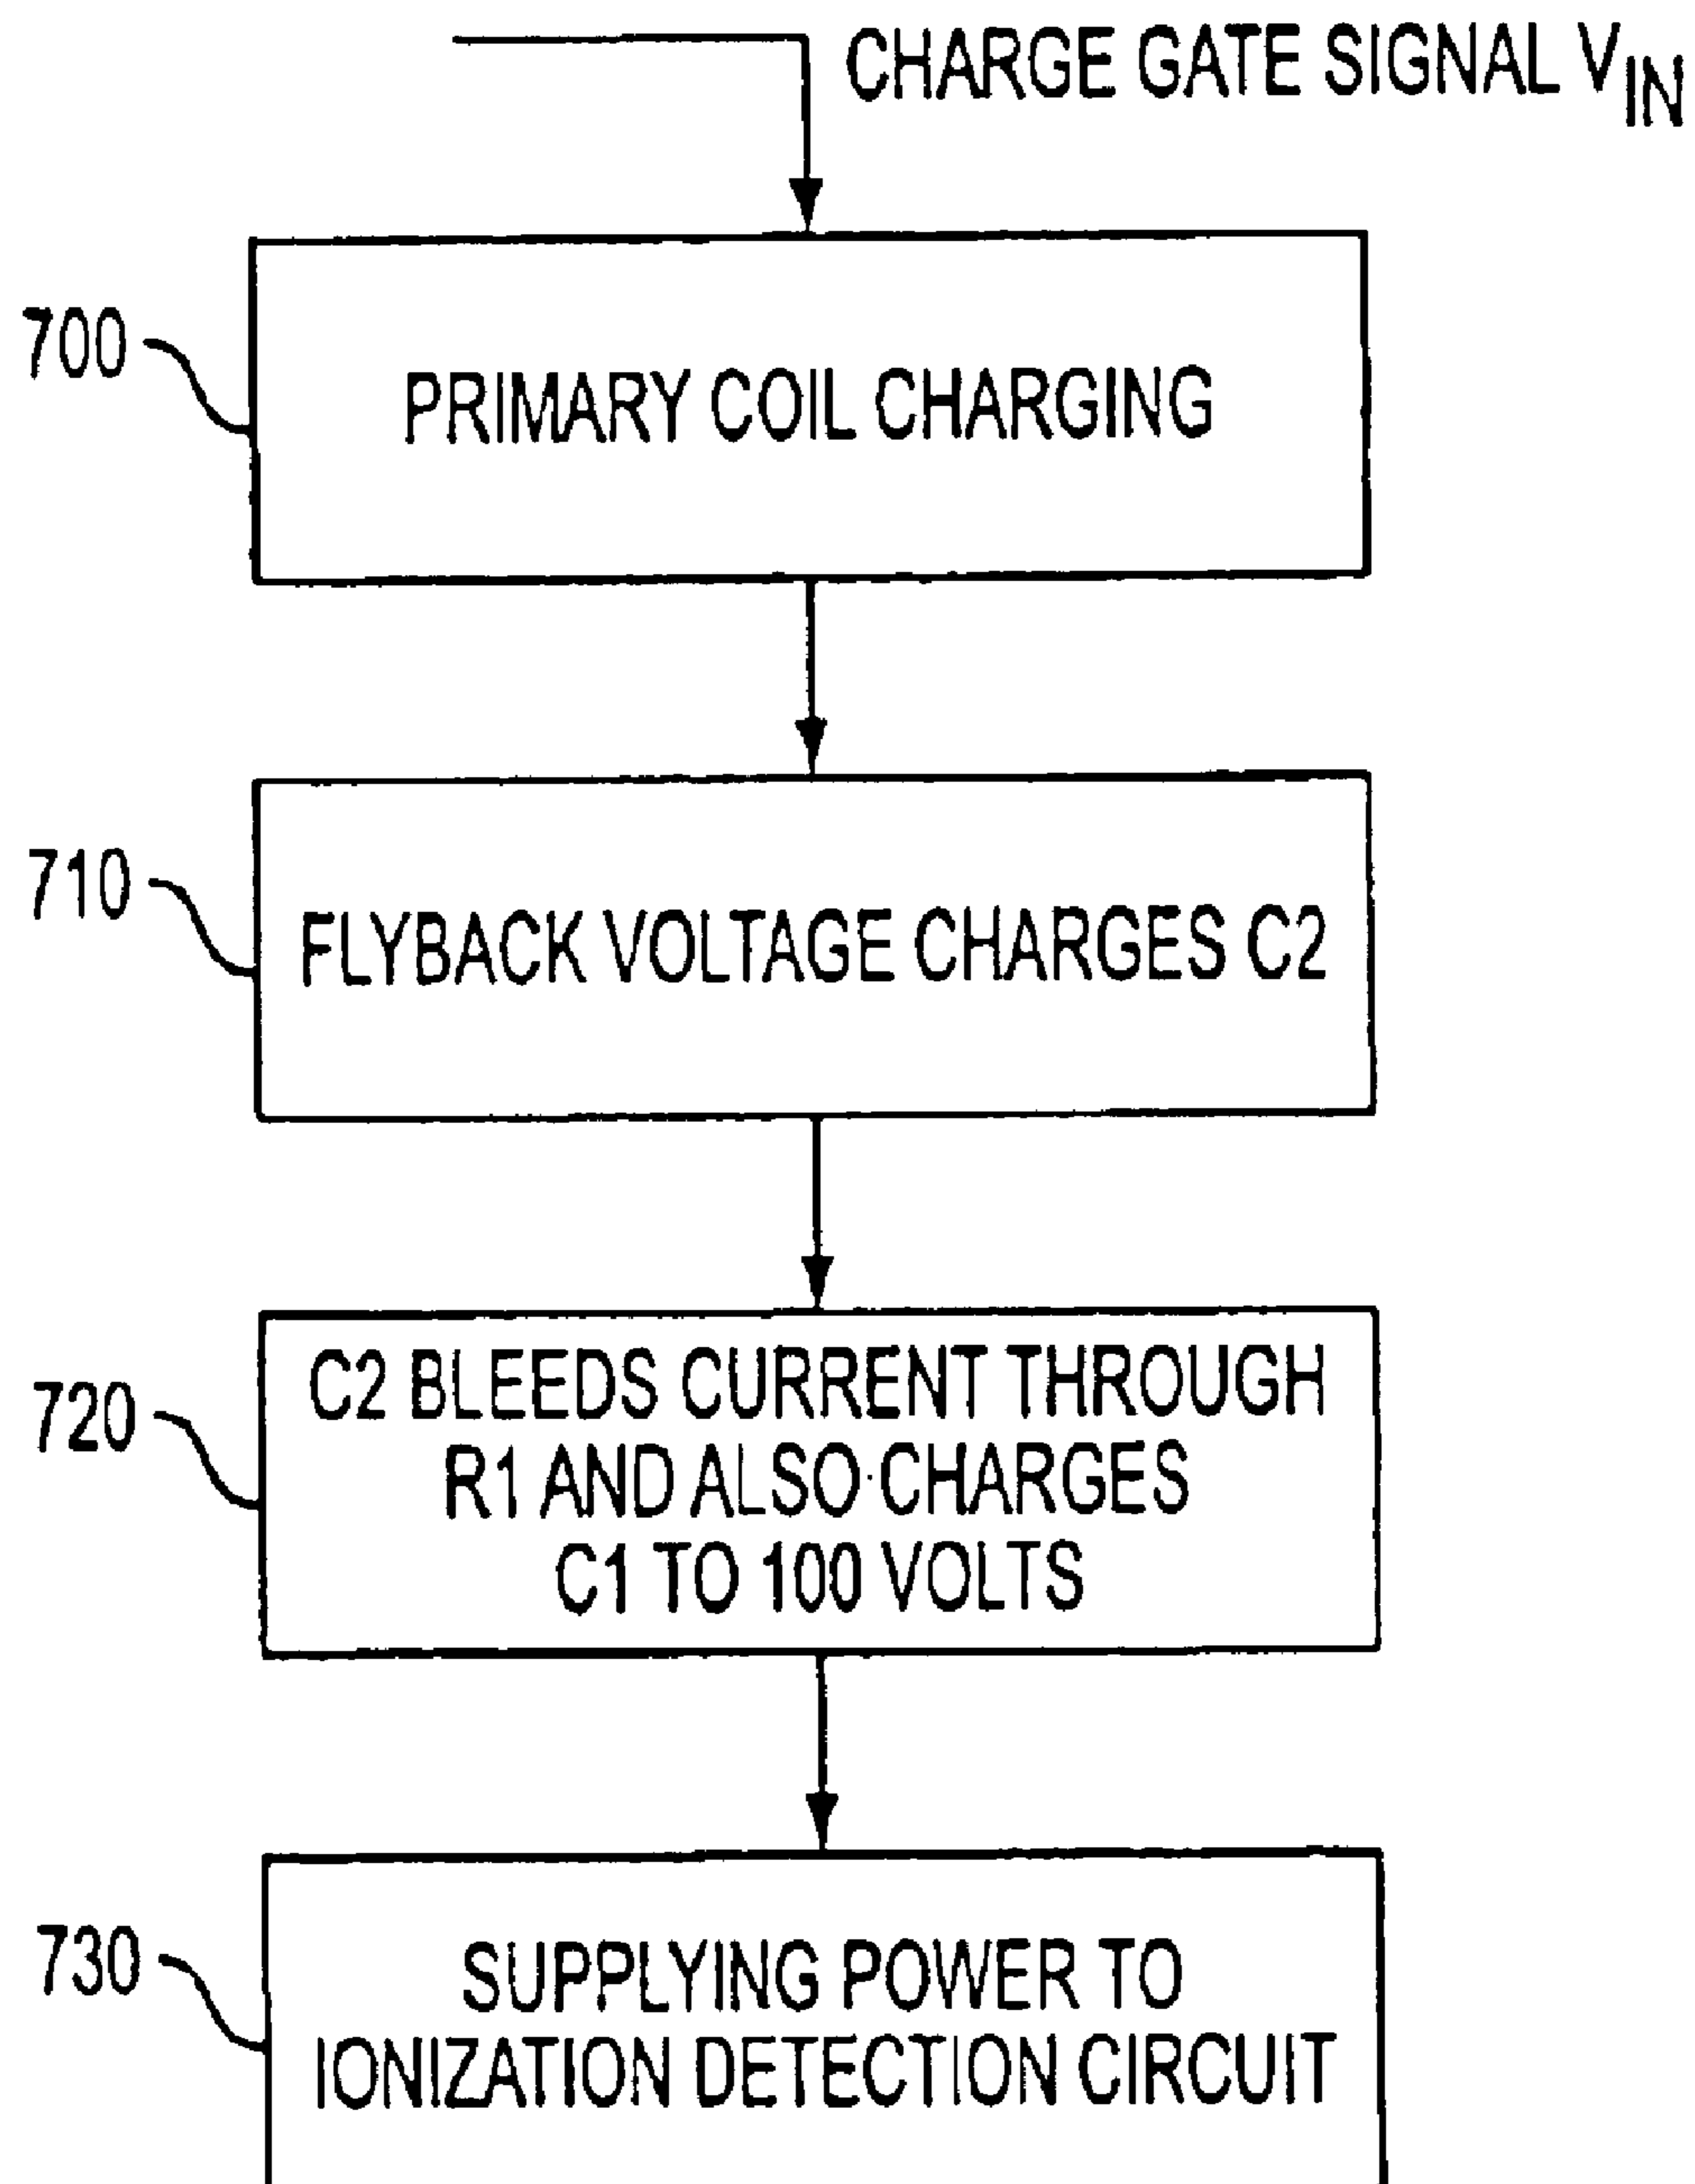 CHARGE GATE SIGNAL VIN
700
PRIMARY COIL CHARGING
710
FLYBACK VOLTAGE CHARGES C2
720
C2 BLEEDS CURRENT THROUGH
R1 AND ALSO CHARGES
C1 TO 100 VOLTS
730
SUPPLYING POWER TO
IONIZATION DETECTION CIRCUIT